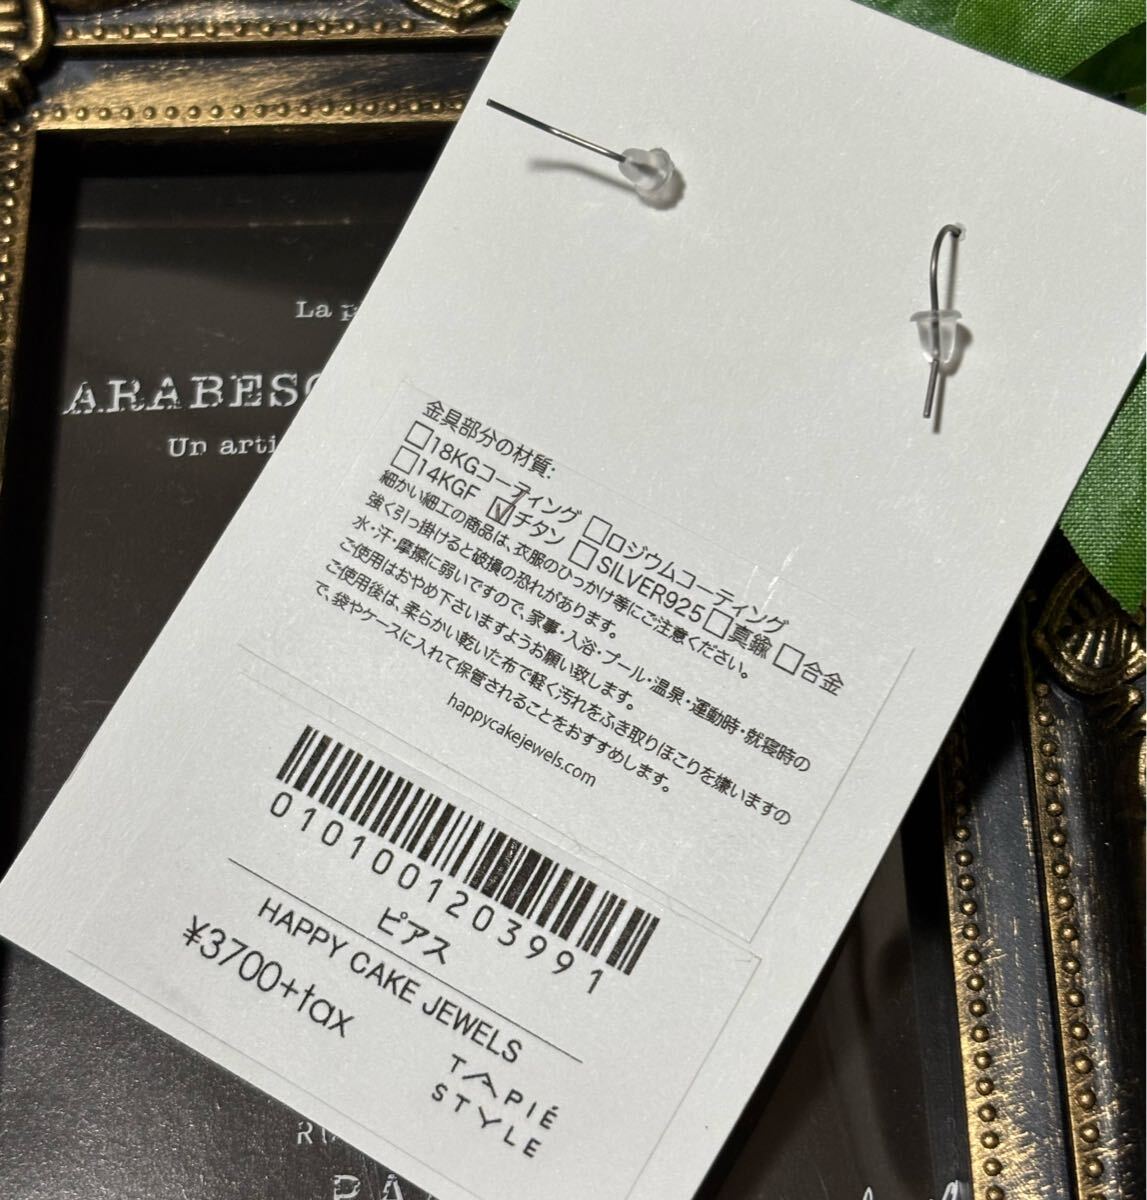 金具部分の材質:
□18KGコーティング □ロジウムコーティング
□14KGF ☑チタン □SILVER925 □真鍮 □合金
細かい細工の商品は、衣服のひっかけ等にご注意ください。
強く引っ掛けると破損の恐れがあります。
水・汗・摩擦に弱いですので、家事・入浴・プール・温泉・運動時・就寝時の
ご使用はおやめ下さいますようお願い致します。
ご使用後は、柔らかい乾いた布で軽く汚れをふき取りほこりを嫌いますの
で、袋やケースに入れて保管されることをおすすめします。
happycakejewels.com
0101001203991
ピアス
HAPPY CAKE JEWELS
¥3700+tax
TAPIÉ
STYLE
La p
ARABESQ
Un arti
PA